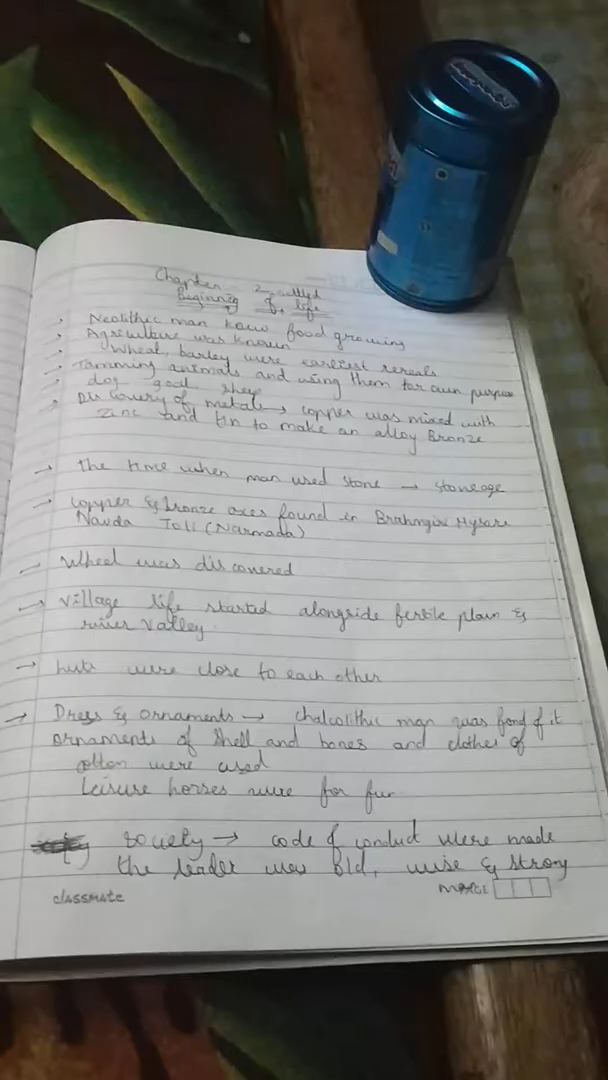 Chapter - 2 settled
Beginning of life
Neolithic man know food growing
Agriculture was known
Wheat, barley were earliest rereals
Tamming animals and using them for own purpose
dog goat sheep
Discovery of metals → copper was mixed with
zinc and tin to make an alloy Bronze
→ the time when man used stone → stoneage
→ copper & bronze axes found in Brahmgiri Mysore
Navda Toli (Narmada)
→ Wheel was discovered
→ Village life started alongside fertile plain &
river valley
→ huts were close to each other
→ Dress & ornaments → chalcolithic man was fond of it
ornaments of shell and bones and clothes of
cotton were used
Leisure horses were for fun
society → code of conduct were made
the leader was old, wise & strong
classmate